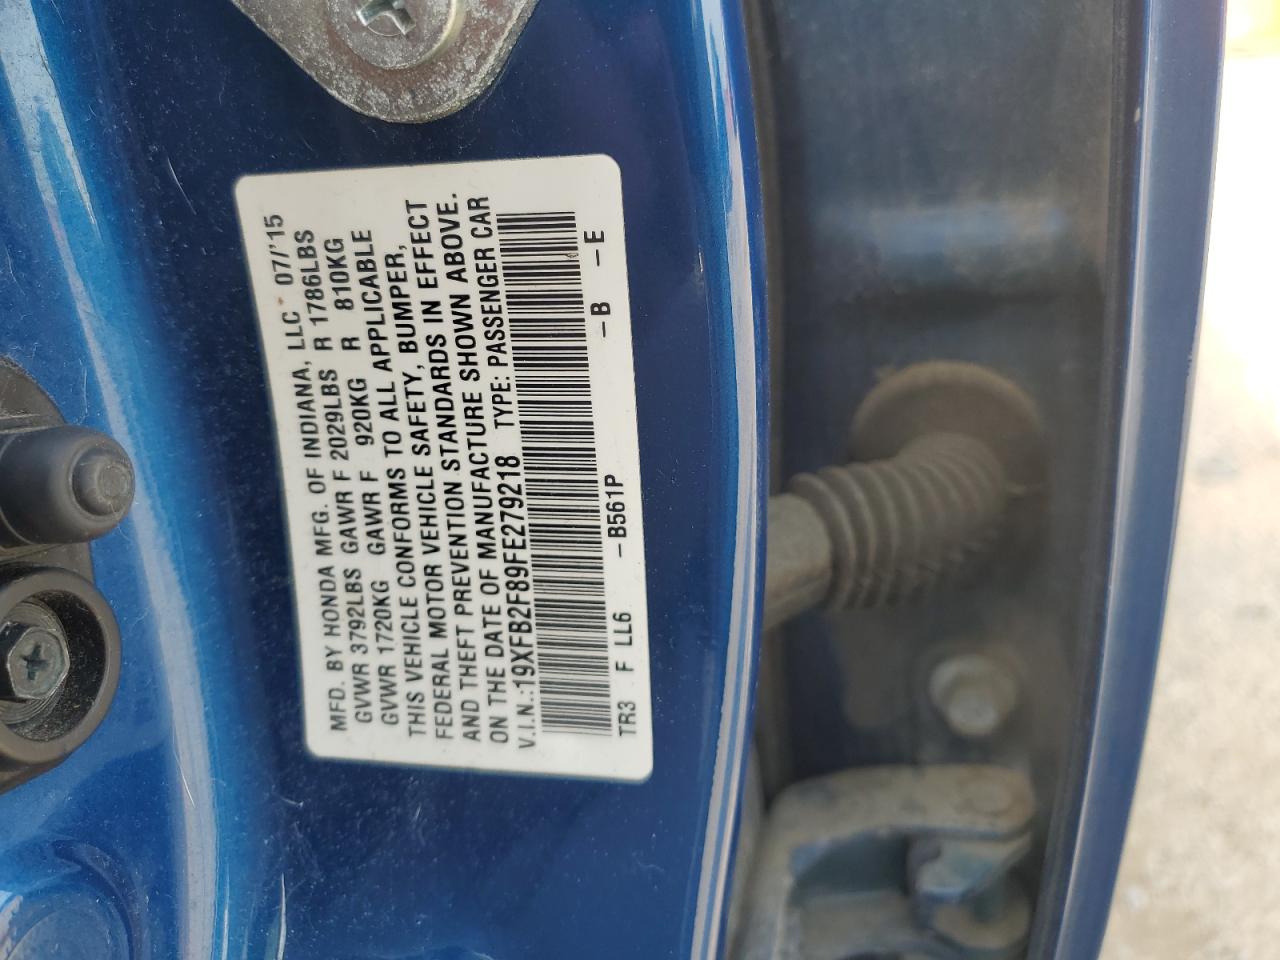 MFD. BY HONDA MFG. OF INDIANA, LLC 07/'15
GVWR 3792LBS GAWR F 2029LBS R 1786LBS
GVWR 1720KG GAWR F 920KG R 810KG
THIS VEHICLE CONFORMS TO ALL APPLICABLE
FEDERAL MOTOR VEHICLE SAFETY, BUMPER,
AND THEFT PREVENTION STANDARDS IN EFFECT
ON THE DATE OF MANUFACTURE SHOWN ABOVE.
V.I.N.:19XFB2F89FE279218 TYPE: PASSENGER CAR
TR3 F LL6 –B561P –B –E